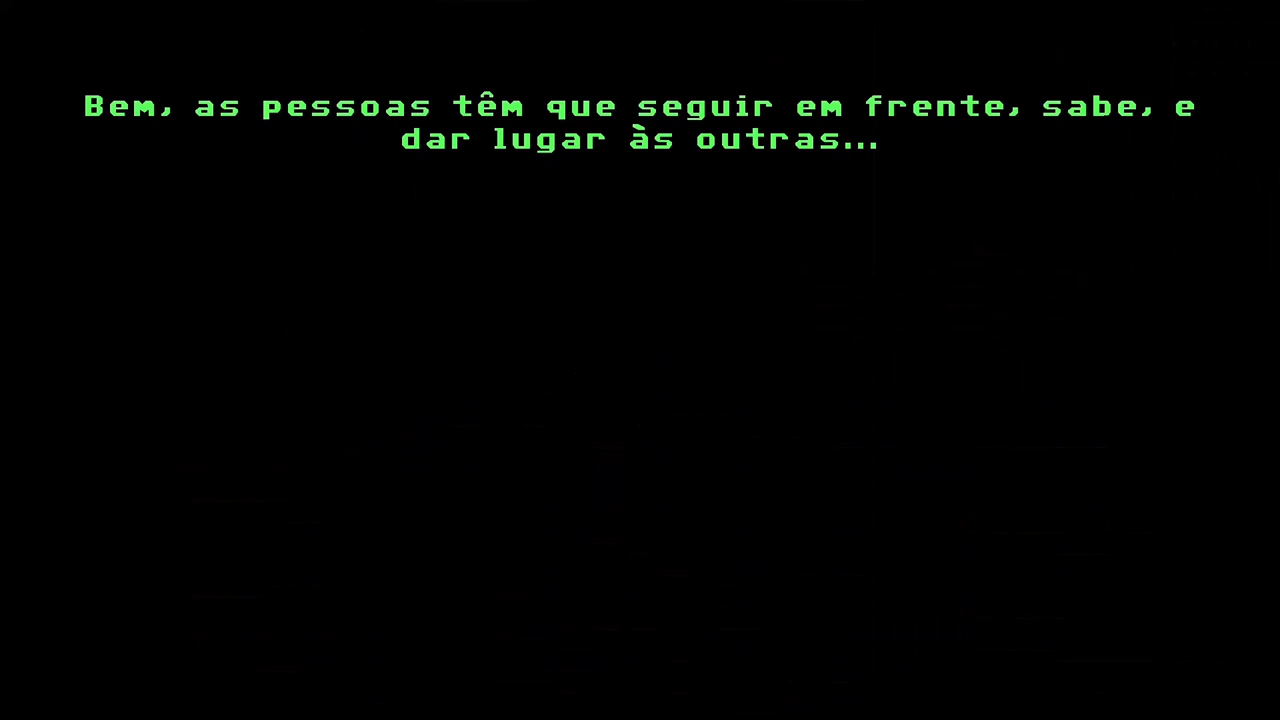 Bem, as pessoas têm que seguir em frente, sabe, e
dar lugar às outras...